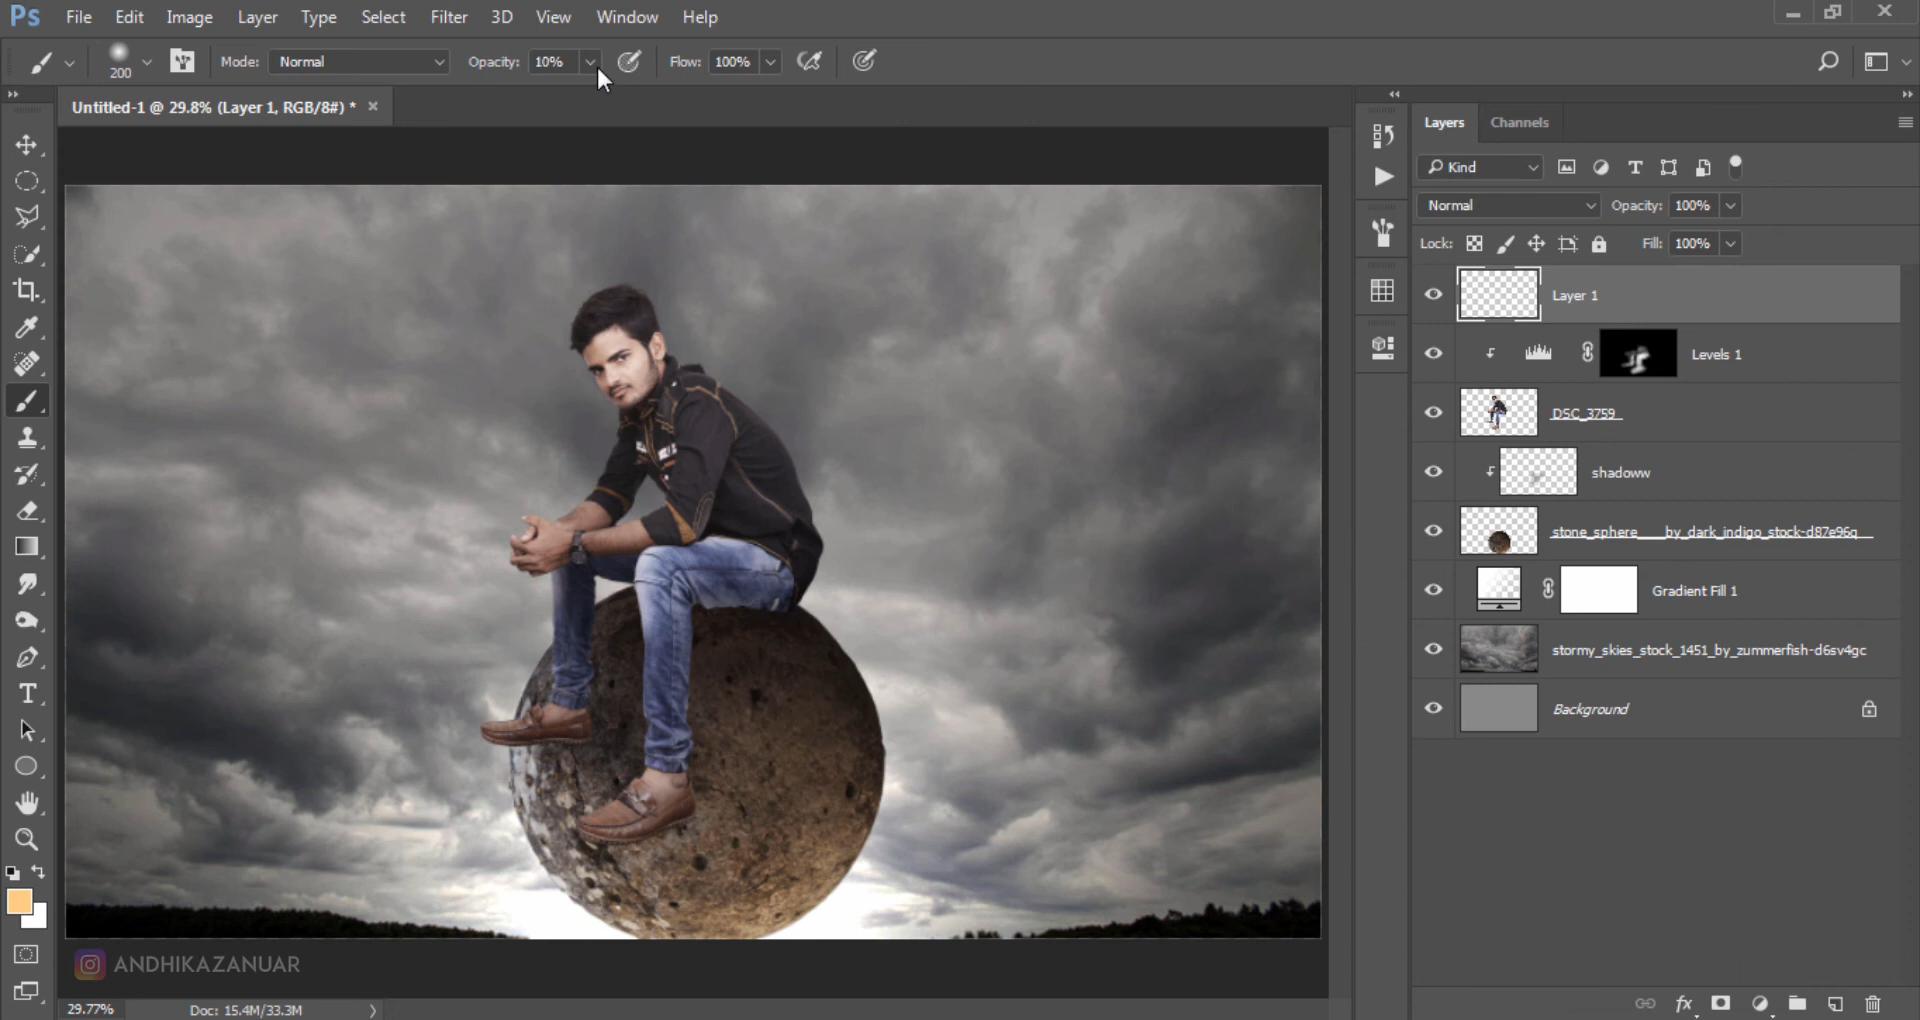 Ps File Edit Image Layer Type Select Filter 3D View Window Help
200 Mode: Normal Opacity: 10% Flow: 100%
Untitled-1 @ 29.8% (Layer 1, RGB/8#) * ×
Layers Channels
Kind
Normal Opacity: 100%
Lock: Fill: 100%
Layer 1
Levels 1
DSC_3759
shadoww
stone_sphere___by_dark_indigo_stock-d87e96q
Gradient Fill 1
stormy_skies_stock_1451_by_zummerfish-d6sv4gc
Background
ANDHIKAZANUAR
29.77% Doc: 15.4M/33.3M